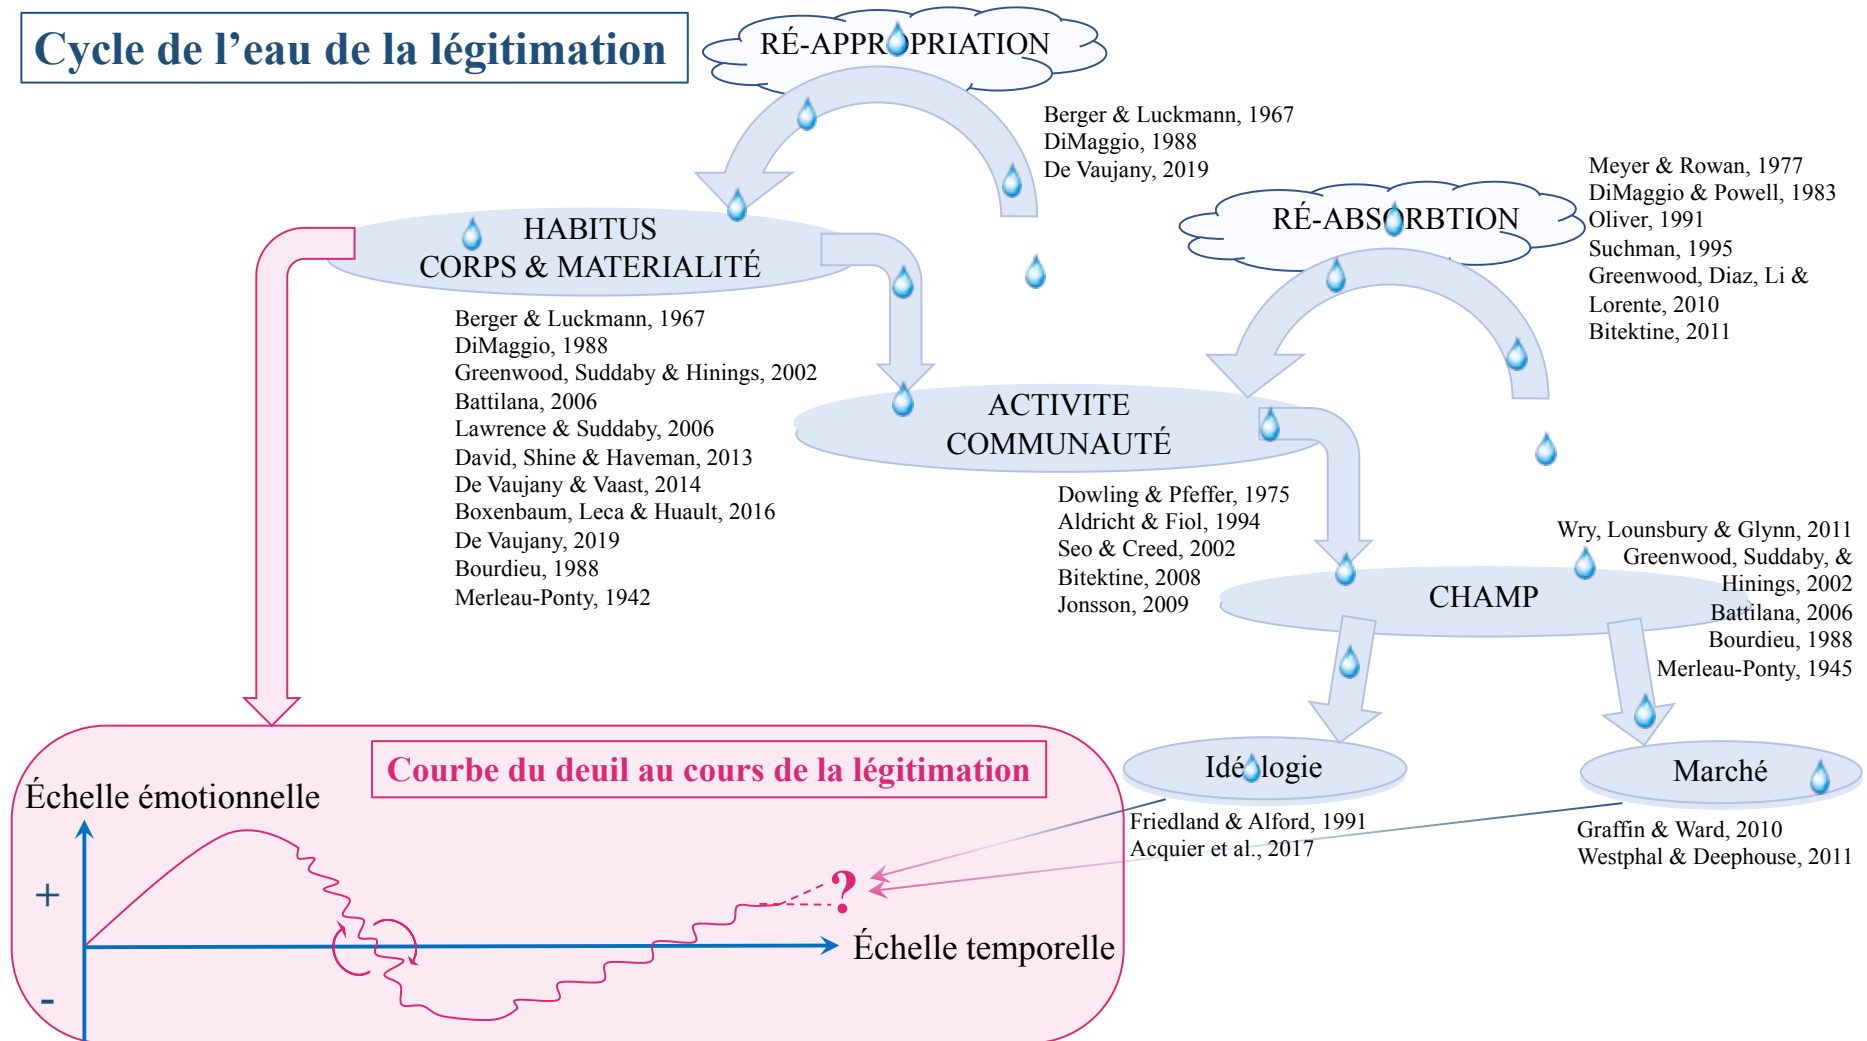 Cycle de l’eau de la légitimation
RÉ-APPROPRIATION
Berger & Luckmann, 1967
DiMaggio, 1988
De Vaujany, 2019
Meyer & Rowan, 1977
DiMaggio & Powell, 1983
Oliver, 1991
Suchman, 1995
Greenwood, Diaz, Li &
Lorente, 2010
Bitektine, 2011
RÉ-ABSORBTION
HABITUS
CORPS & MATERIALITÉ
Berger & Luckmann, 1967
DiMaggio, 1988
Greenwood, Suddaby & Hinings, 2002
Battilana, 2006
Lawrence & Suddaby, 2006
David, Shine & Haveman, 2013
De Vaujany & Vaast, 2014
Boxenbaum, Leca & Huault, 2016
De Vaujany, 2019
Bourdieu, 1988
Merleau-Ponty, 1942
ACTIVITE
COMMUNAUTÉ
Dowling & Pfeffer, 1975
Aldricht & Fiol, 1994
Seo & Creed, 2002
Bitektine, 2008
Jonsson, 2009
CHAMP
Wry, Lounsbury & Glynn, 2011
Greenwood, Suddaby, &
Hinings, 2002
Battilana, 2006
Bourdieu, 1988
Merleau-Ponty, 1945
Idéologie
Friedland & Alford, 1991
Acquier et al., 2017
Marché
Graffin & Ward, 2010
Westphal & Deephouse, 2011
Courbe du deuil au cours de la légitimation
Échelle émotionnelle
+
-
?
Échelle temporelle